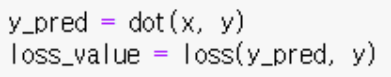 y_pred = dot(x, y)
loss_value = loss(y_pred, y)